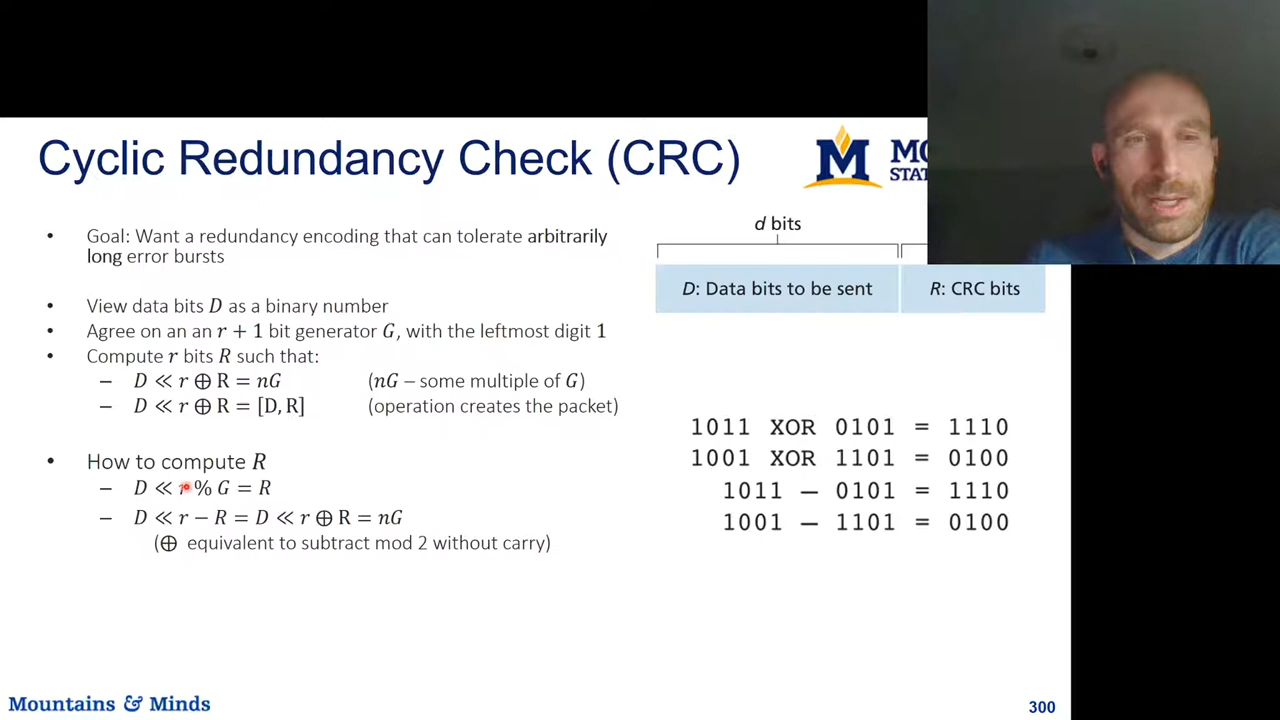 Cyclic Redundancy Check (CRC)
M
MO
STAT
• Goal: Want a redundancy encoding that can tolerate arbitrarily
long error bursts
• View data bits D as a binary number
• Agree on an an r + 1 bit generator G, with the leftmost digit 1
• Compute r bits R such that:
– D ≪ r ⊕ R = nG (nG – some multiple of G)
– D ≪ r ⊕ R = [D, R] (operation creates the packet)
• How to compute R
– D ≪ r % G = R
– D ≪ r − R = D ≪ r ⊕ R = nG
(⊕ equivalent to subtract mod 2 without carry)
d bits
D: Data bits to be sent
R: CRC bits
1011 XOR 0101 = 1110
1001 XOR 1101 = 0100
1011 – 0101 = 1110
1001 – 1101 = 0100
Mountains & Minds
300